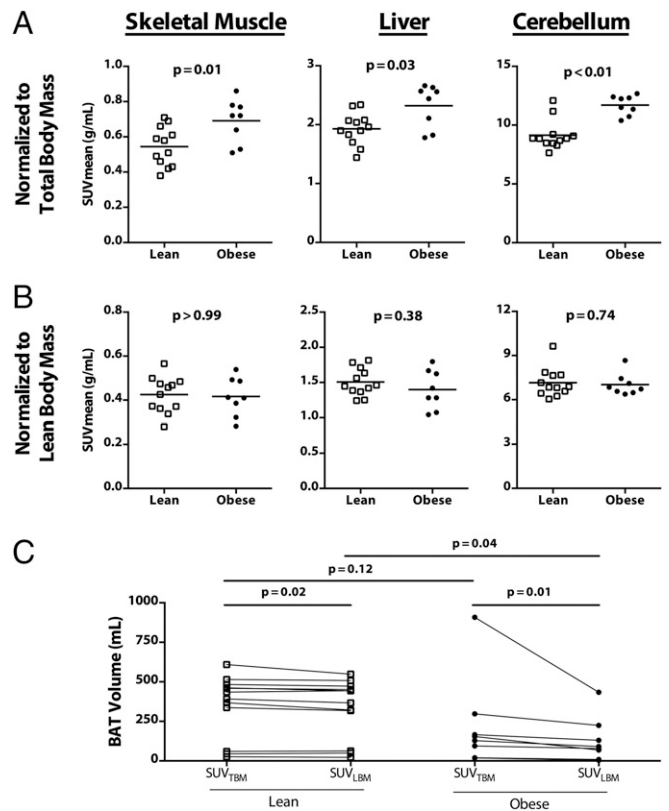 A
Skeletal Muscle Liver Cerebellum
Normalized to
Total Body Mass
SUVmean (g/mL)
p=0.01
1.0
0.8
0.6
0.4
0.2
0.0
Lean Obese
p=0.03
3
2
1
0
Lean Obese
p<0.01
15
10
5
0
Lean Obese
B
Normalized to
Lean Body Mass
SUVmean (g/mL)
p>0.99
0.8
0.6
0.4
0.2
0.0
Lean Obese
p=0.38
2.5
2.0
1.5
1.0
0.5
0.0
Lean Obese
p=0.74
12
9
6
3
0
Lean Obese
C
p=0.04
p=0.12
p=0.02 p=0.01
BAT Volume (mL)
1000
750
500
250
0
SUVTBM SUVLBM SUVTBM SUVLBM
Lean Obese